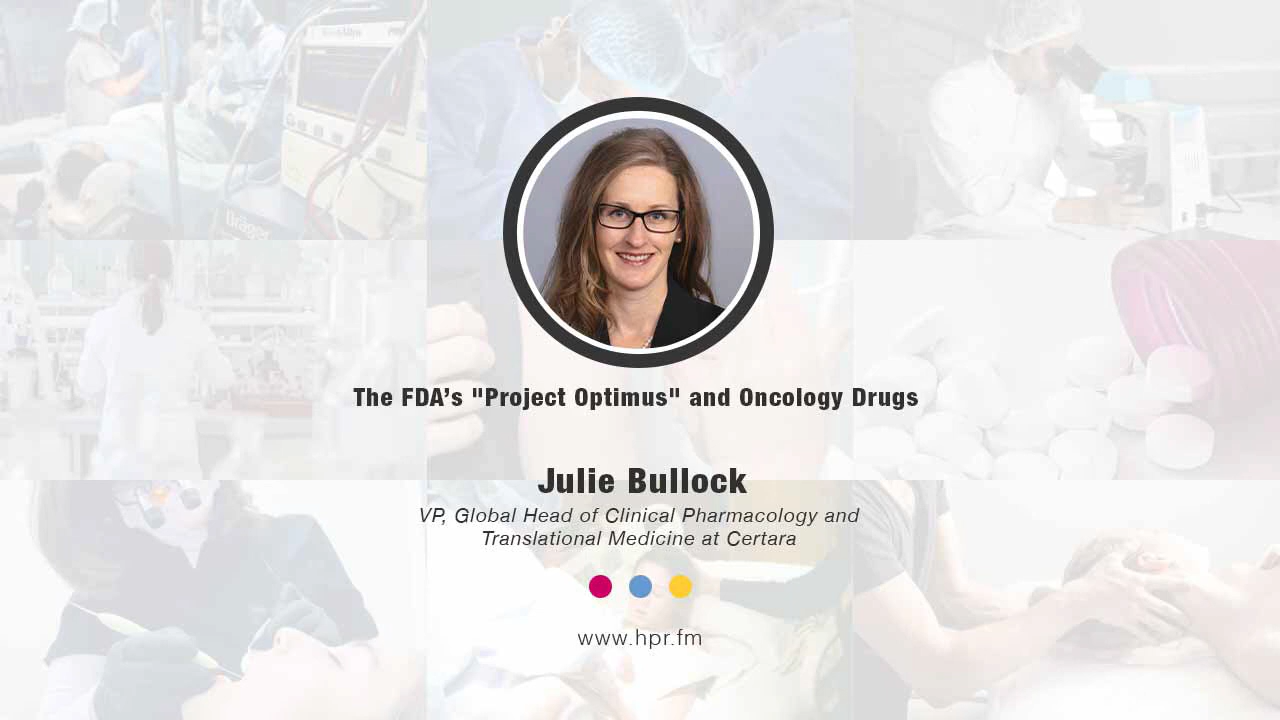 Dräger
The FDA’s "Project Optimus" and Oncology Drugs
Julie Bullock
VP, Global Head of Clinical Pharmacology and
Translational Medicine at Certara
www.hpr.fm